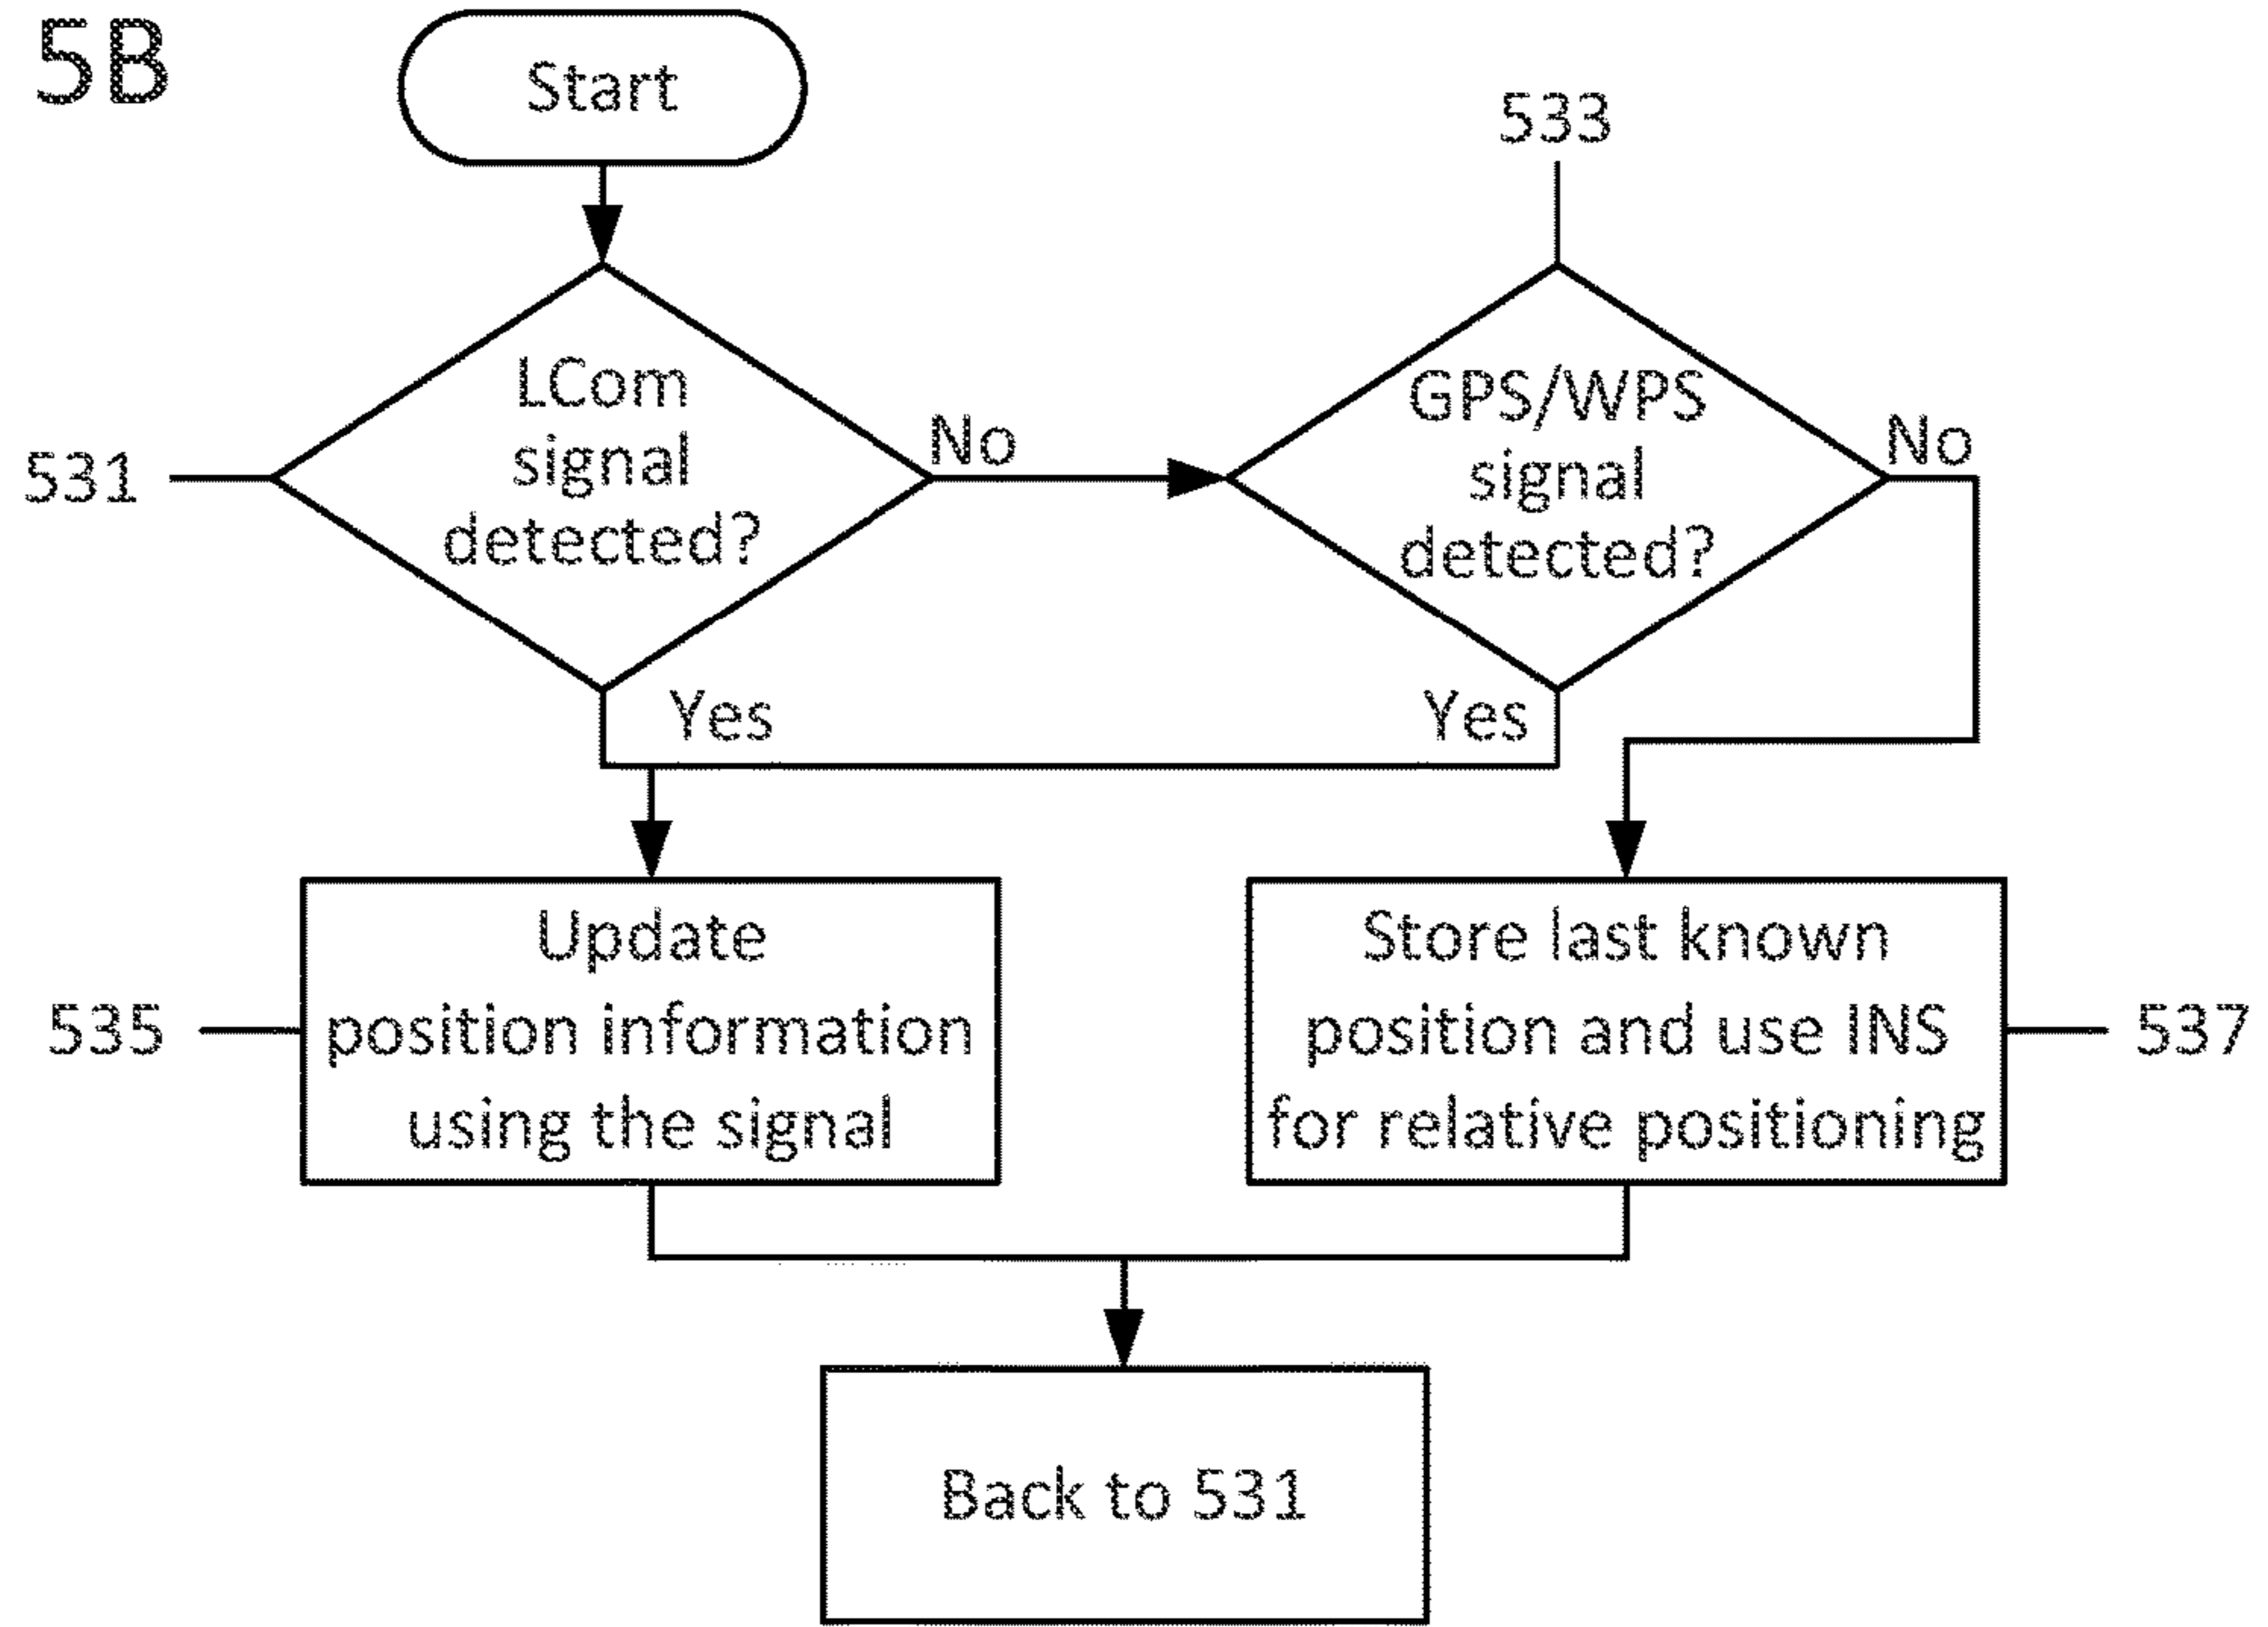 5B
Start
533
LCom
signal
detected?
No
GPS/WPS
signal
detected?
No
531
Yes
Yes
Update
position information
using the signal
535
Store last known
position and use INS
for relative positioning
537
Back to 531